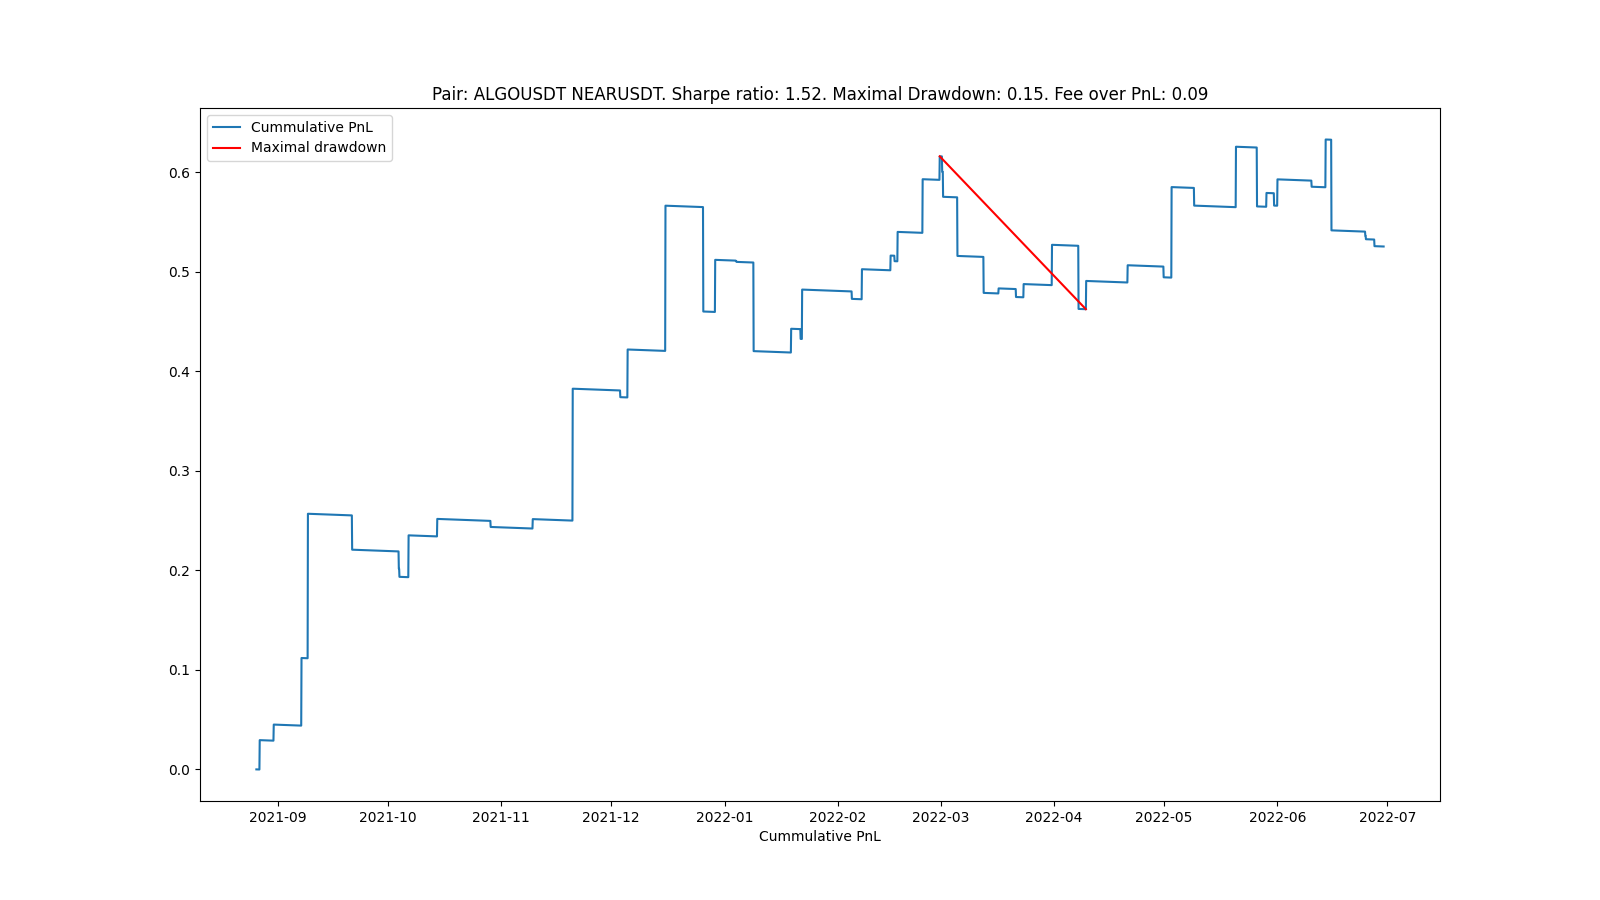 Pair: ALGOUSDT NEARUSDT. Sharpe ratio: 1.52. Maximal Drawdown: 0.15. Fee over PnL: 0.09
Cummulative PnL
Maximal drawdown
0.6
0.5
0.4
0.3
0.2
0.1
0.0
2021-09 2021-10 2021-11 2021-12 2022-01 2022-02 2022-03 2022-04 2022-05 2022-06 2022-07
Cummulative PnL